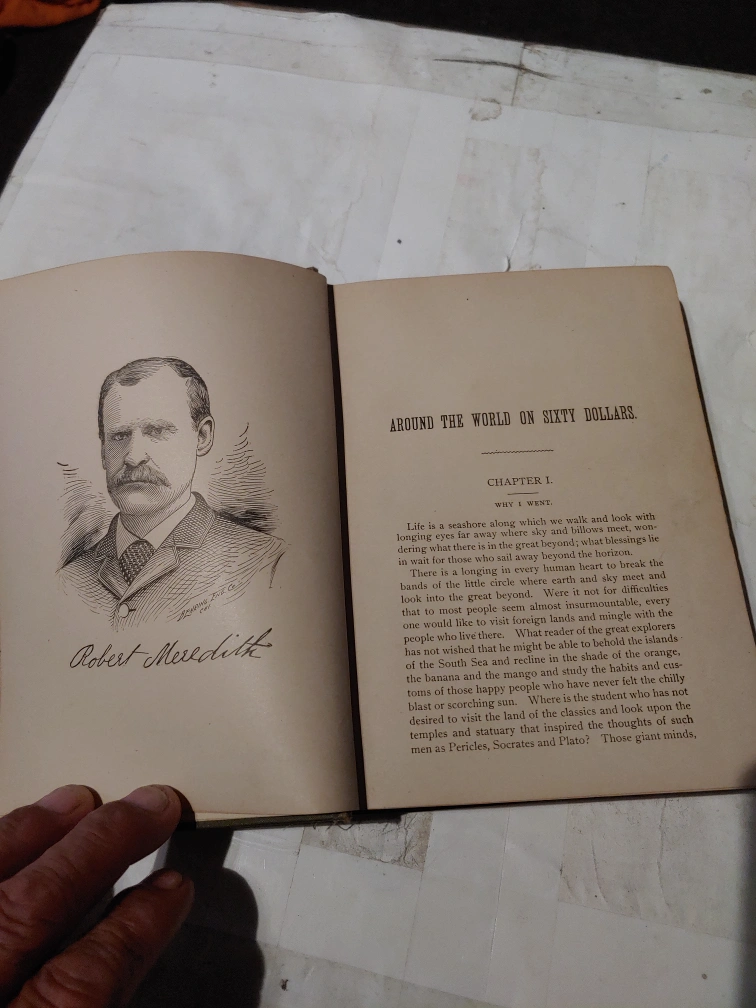 Robert Meredith
AROUND THE WORLD ON SIXTY DOLLARS.
CHAPTER I.
WHY I WENT.
Life is a seashore along which we walk and look with
longing eyes far away where sky and billows meet, won-
dering what there is in the great beyond; what blessings lie
in wait for those who sail away beyond the horizon.
There is a longing in every human heart to break the
bands of the little circle where earth and sky meet and
look into the great beyond. Were it not for difficulties
that to most people seem almost insurmountable, every
one would like to visit foreign lands and mingle with the
people who live there. What reader of the great explorers
has not wished that he might be able to behold the islands
of the South Sea and recline in the shade of the orange,
the banana and the mango and study the habits and cus-
toms of those happy people who have never felt the chilly
blast or scorching sun. Where is the student who has not
desired to visit the land of the classics and look upon the
temples and statuary that inspired the thoughts of such
men as Pericles, Socrates and Plato? Those giant minds,